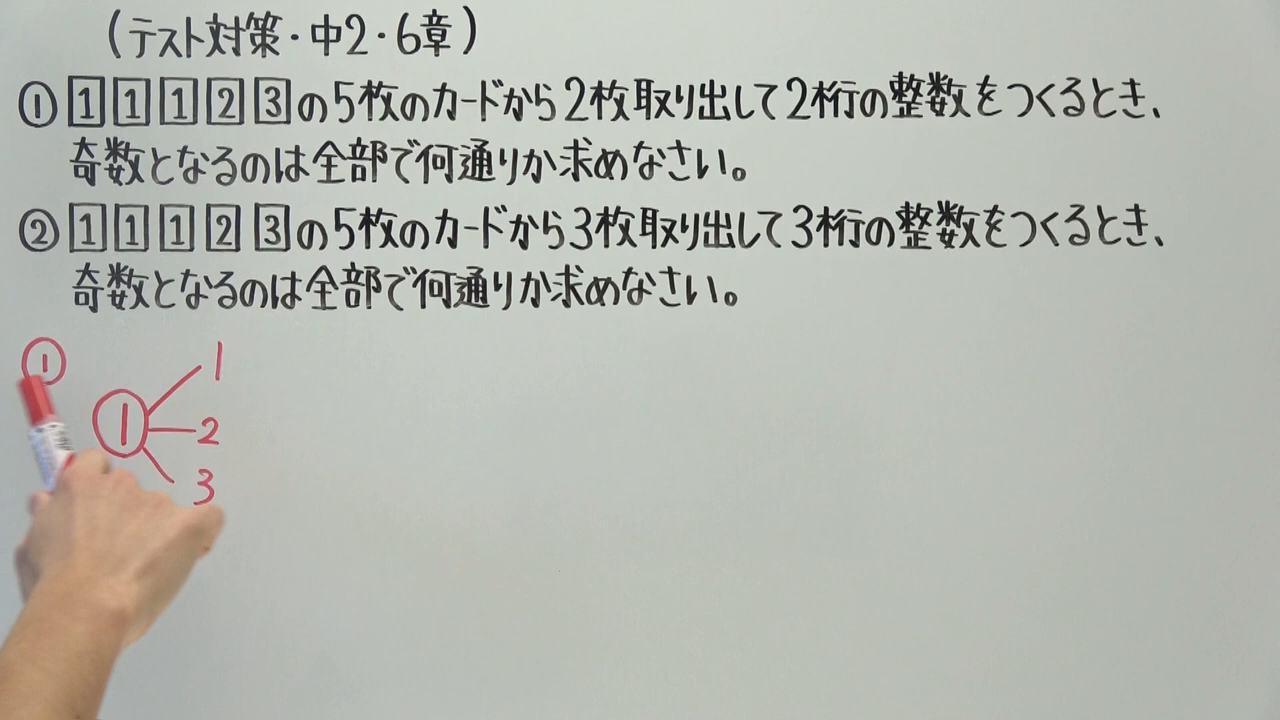 (テスト対策・中2・6章)
① 1 1 1 2 3 の5枚のカードから2枚取り出して2桁の整数をつくるとき、
奇数となるのは全部で何通りか求めなさい。
② 1 1 1 2 3 の5枚のカードから3枚取り出して3桁の整数をつくるとき、
奇数となるのは全部で何通りか求めなさい。
①
1
① 2
3